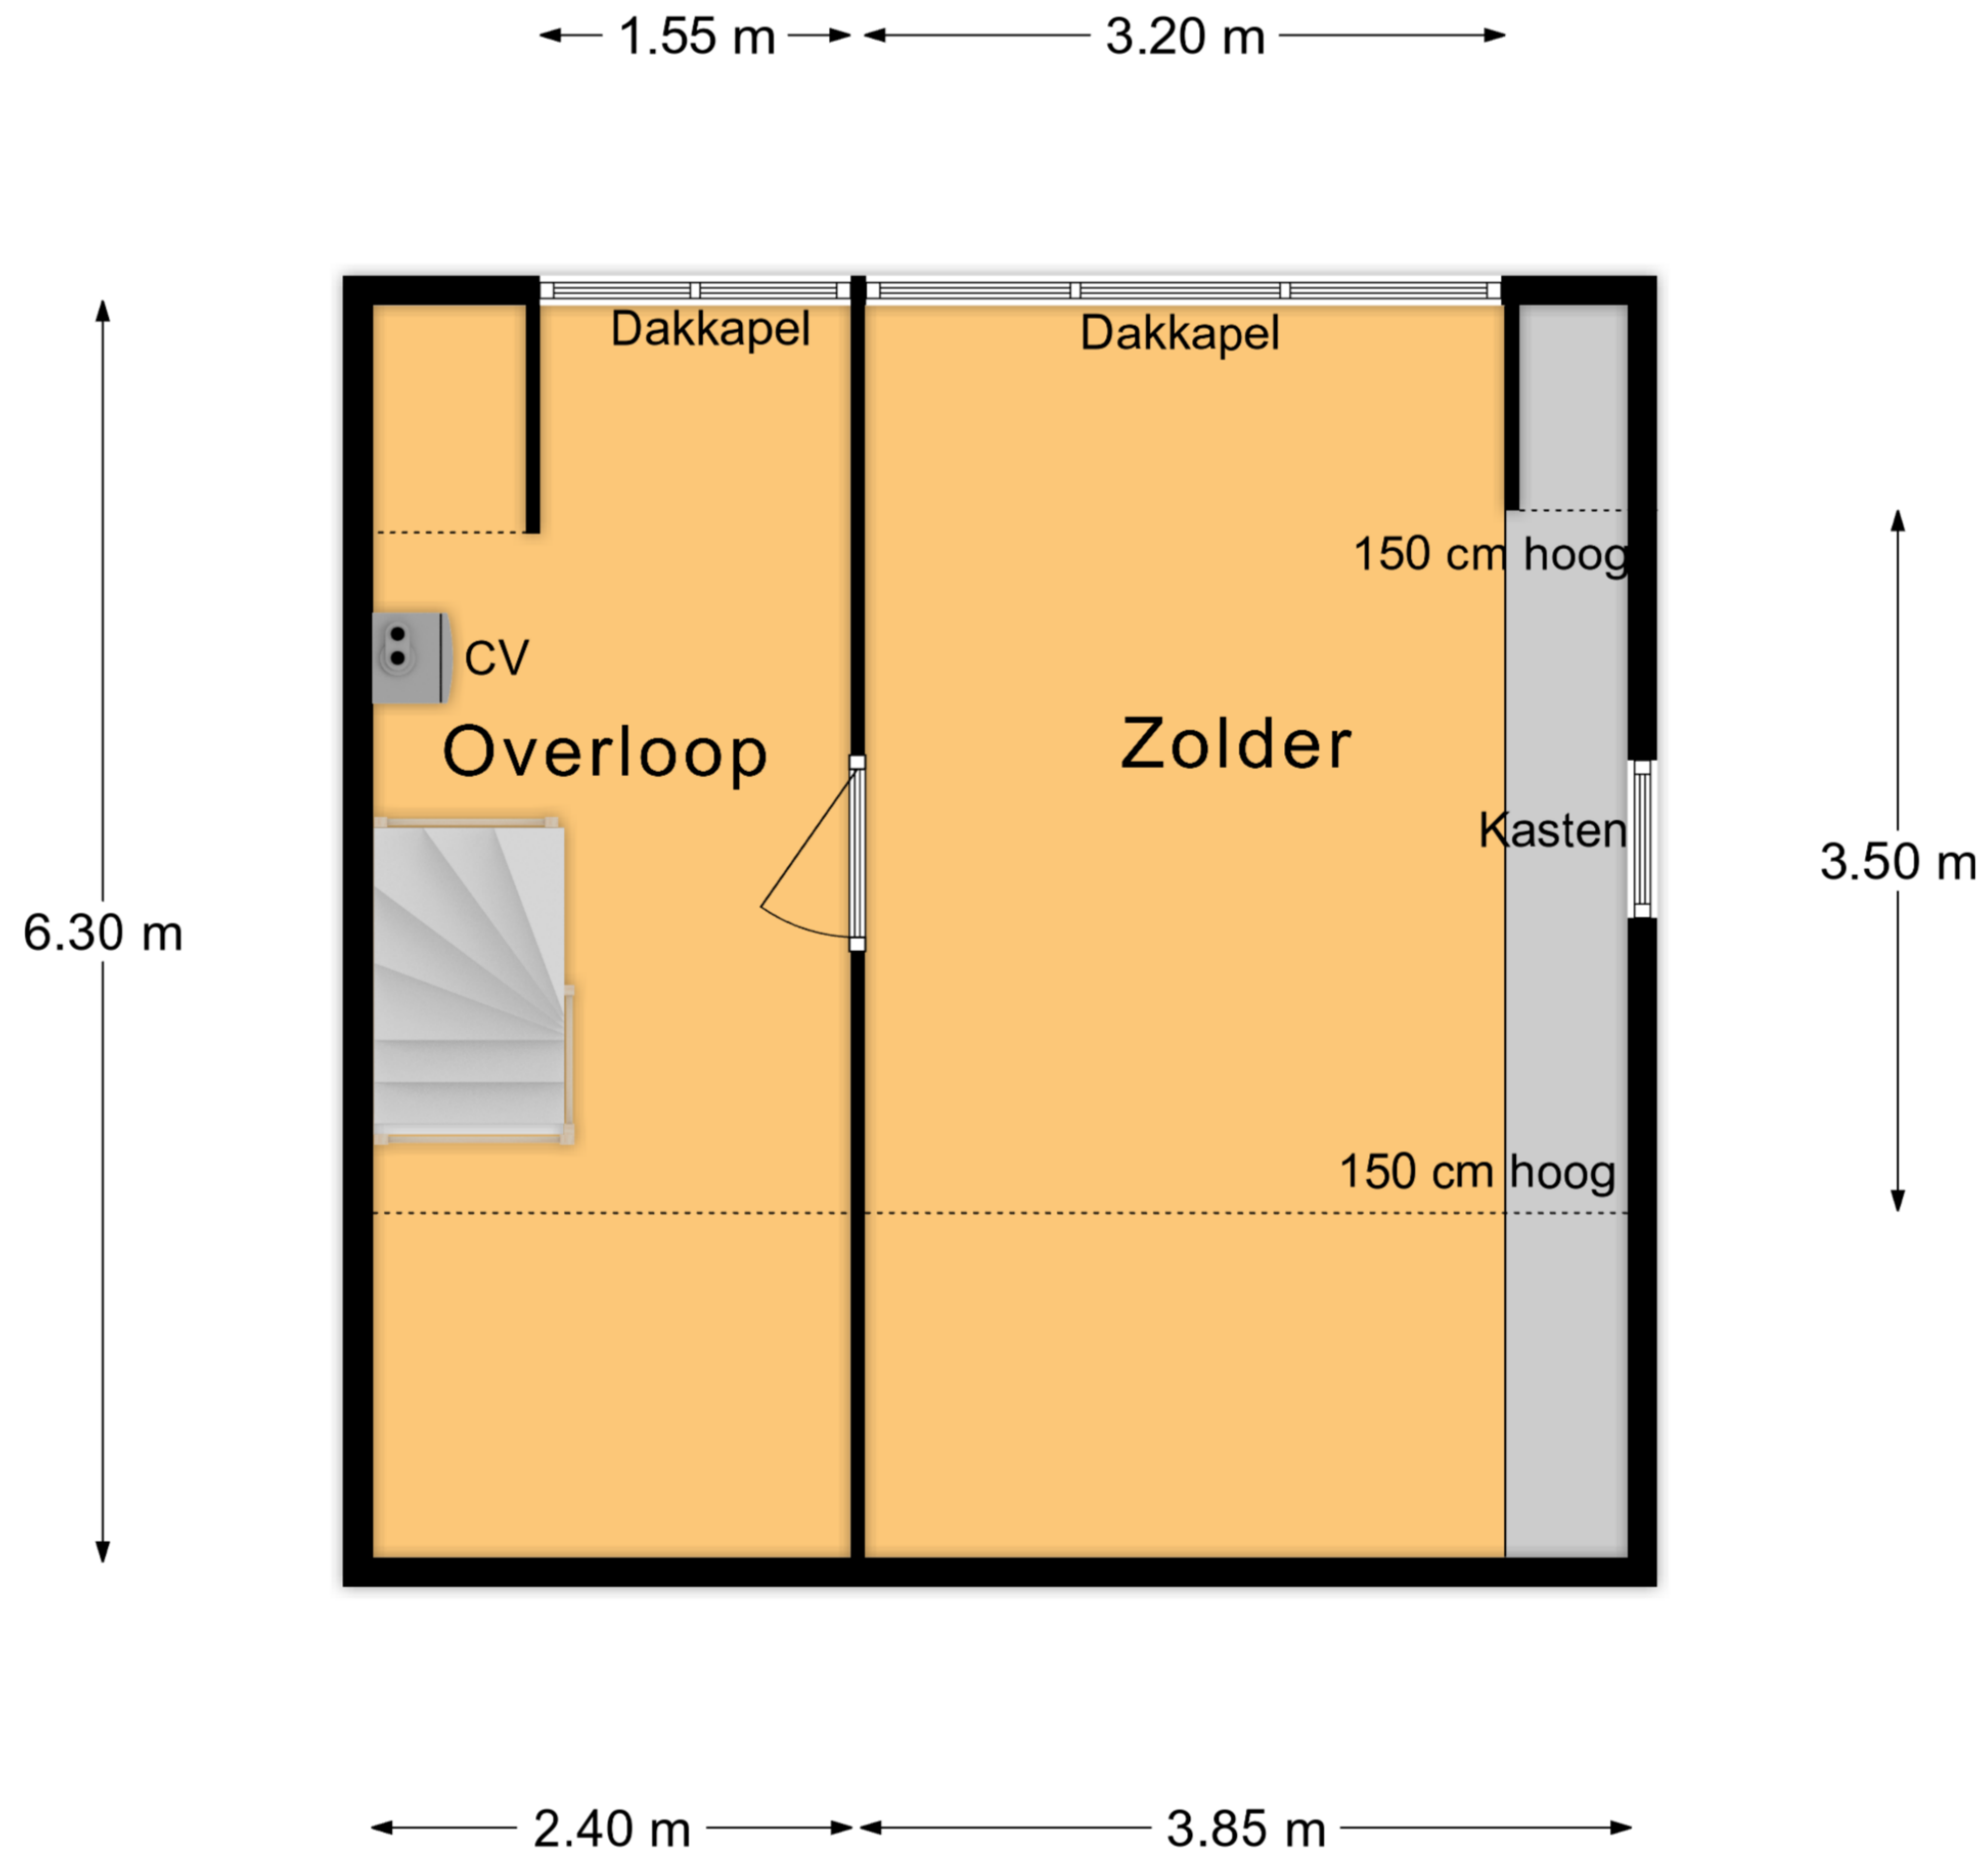 1.55 m
3.20 m
Dakkapel
Dakkapel
150 cm hoog
CV
Overloop
Zolder
Kasten
3.50 m
6.30 m
150 cm hoog
2.40 m
3.85 m